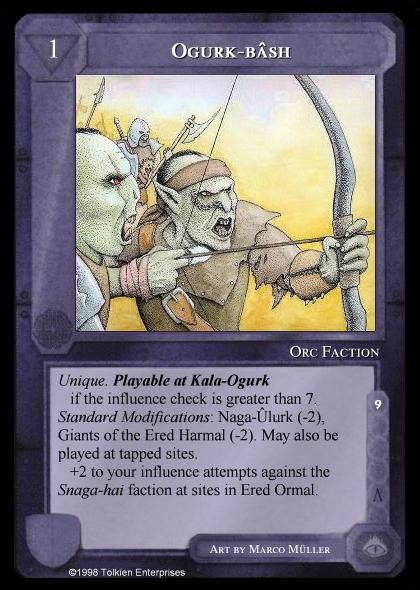 1
Ogurk-bâsh
Orc Faction
Unique. Playable at Kala-Ogurk
if the influence check is greater than 7.
Standard Modifications: Naga-Ûlurk (-2),
Giants of the Ered Harmal (-2). May also be
played at tapped sites.
+2 to your influence attempts against the
Snaga-hai faction at sites in Ered Ormal.
9
Art by Marco Müller
©1998 Tolkien Enterprises